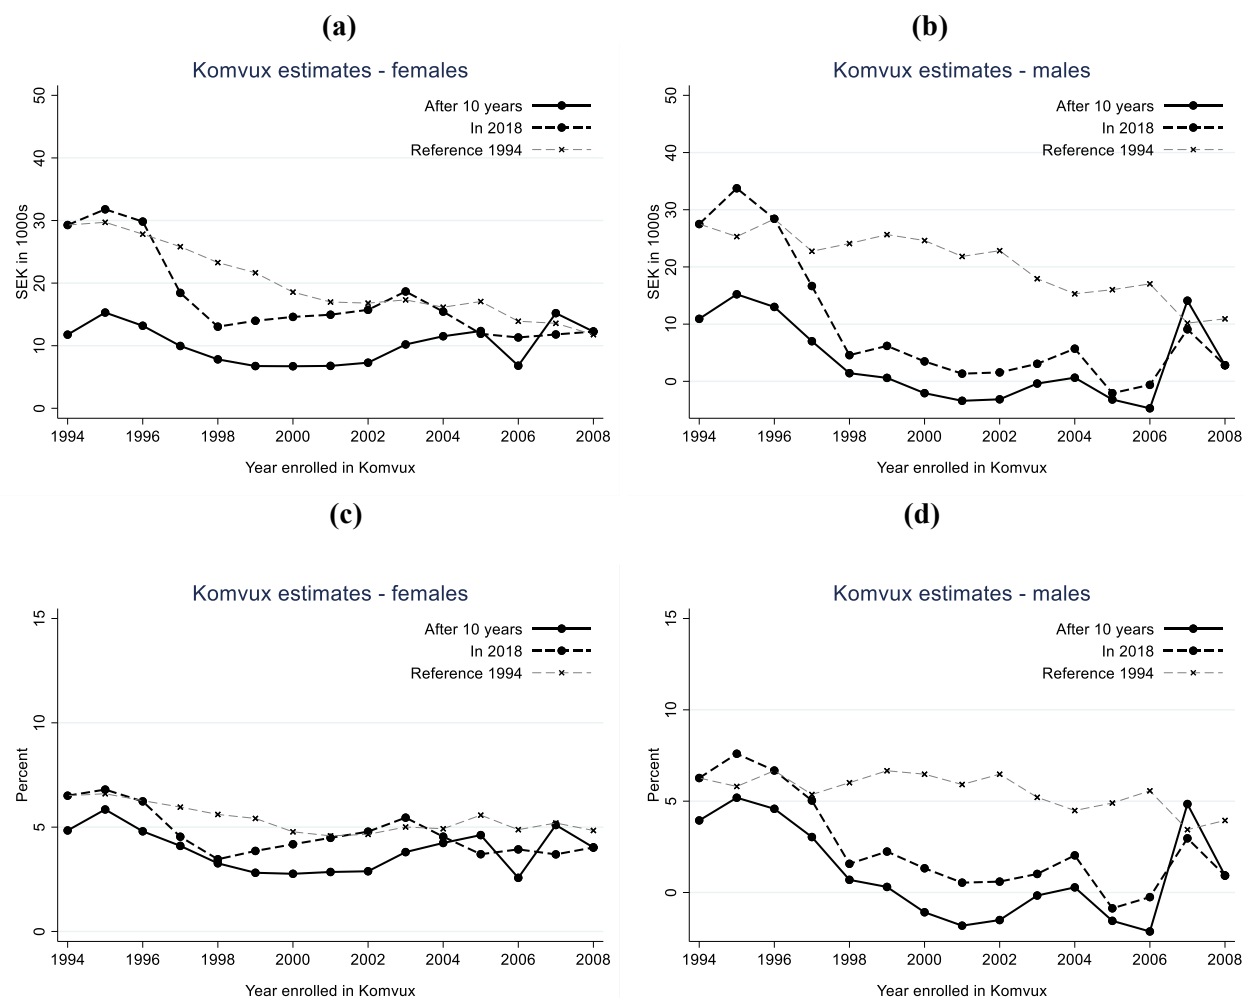 (a)
Komvux estimates - females
After 10 years
In 2018
Reference 1994
SEK in 1000s
50
40
30
20
10
0
1994 1996 1998 2000 2002 2004 2006 2008
Year enrolled in Komvux
(b)
Komvux estimates - males
After 10 years
In 2018
Reference 1994
SEK in 1000s
50
40
30
20
10
0
1994 1996 1998 2000 2002 2004 2006 2008
Year enrolled in Komvux
(c)
Komvux estimates - females
After 10 years
In 2018
Reference 1994
Percent
15
10
5
0
1994 1996 1998 2000 2002 2004 2006 2008
Year enrolled in Komvux
(d)
Komvux estimates - males
After 10 years
In 2018
Reference 1994
Percent
15
10
5
0
1994 1996 1998 2000 2002 2004 2006 2008
Year enrolled in Komvux